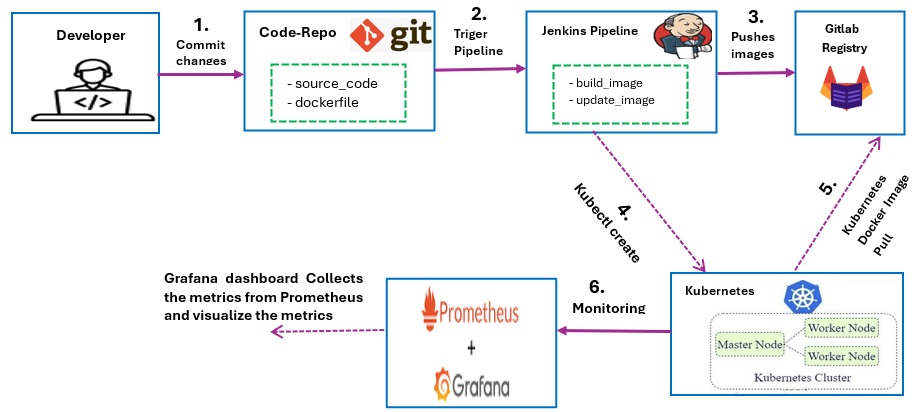 Developer
</>
1.
Commit
changes
Code-Repo
git
- source_code
- dockerfile
2.
Triger
Pipeline
Jenkins Pipeline
- build_image
- update_image
3.
Pushes
images
Gitlab
Registry
4.
Kubectl create
5.
Kubernetes
Docker Image
Pull
Kubernetes
Master Node
Worker Node
Worker Node
Kubernetes Cluster
6.
Monitoring
Prometheus
+
Grafana
Grafana dashboard Collects
the metrics from Prometheus
and visualize the metrics